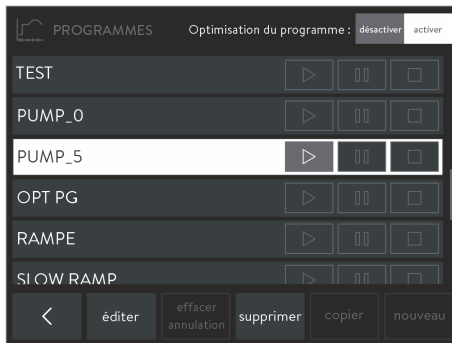 PROGRAMMES
Optimisation du programme : désactiver activer
TEST
PUMP_0
PUMP_5
OPT PG
RAMPE
SLOW RAMP
éditer
effacer
annulation
supprimer
copier
nouveau